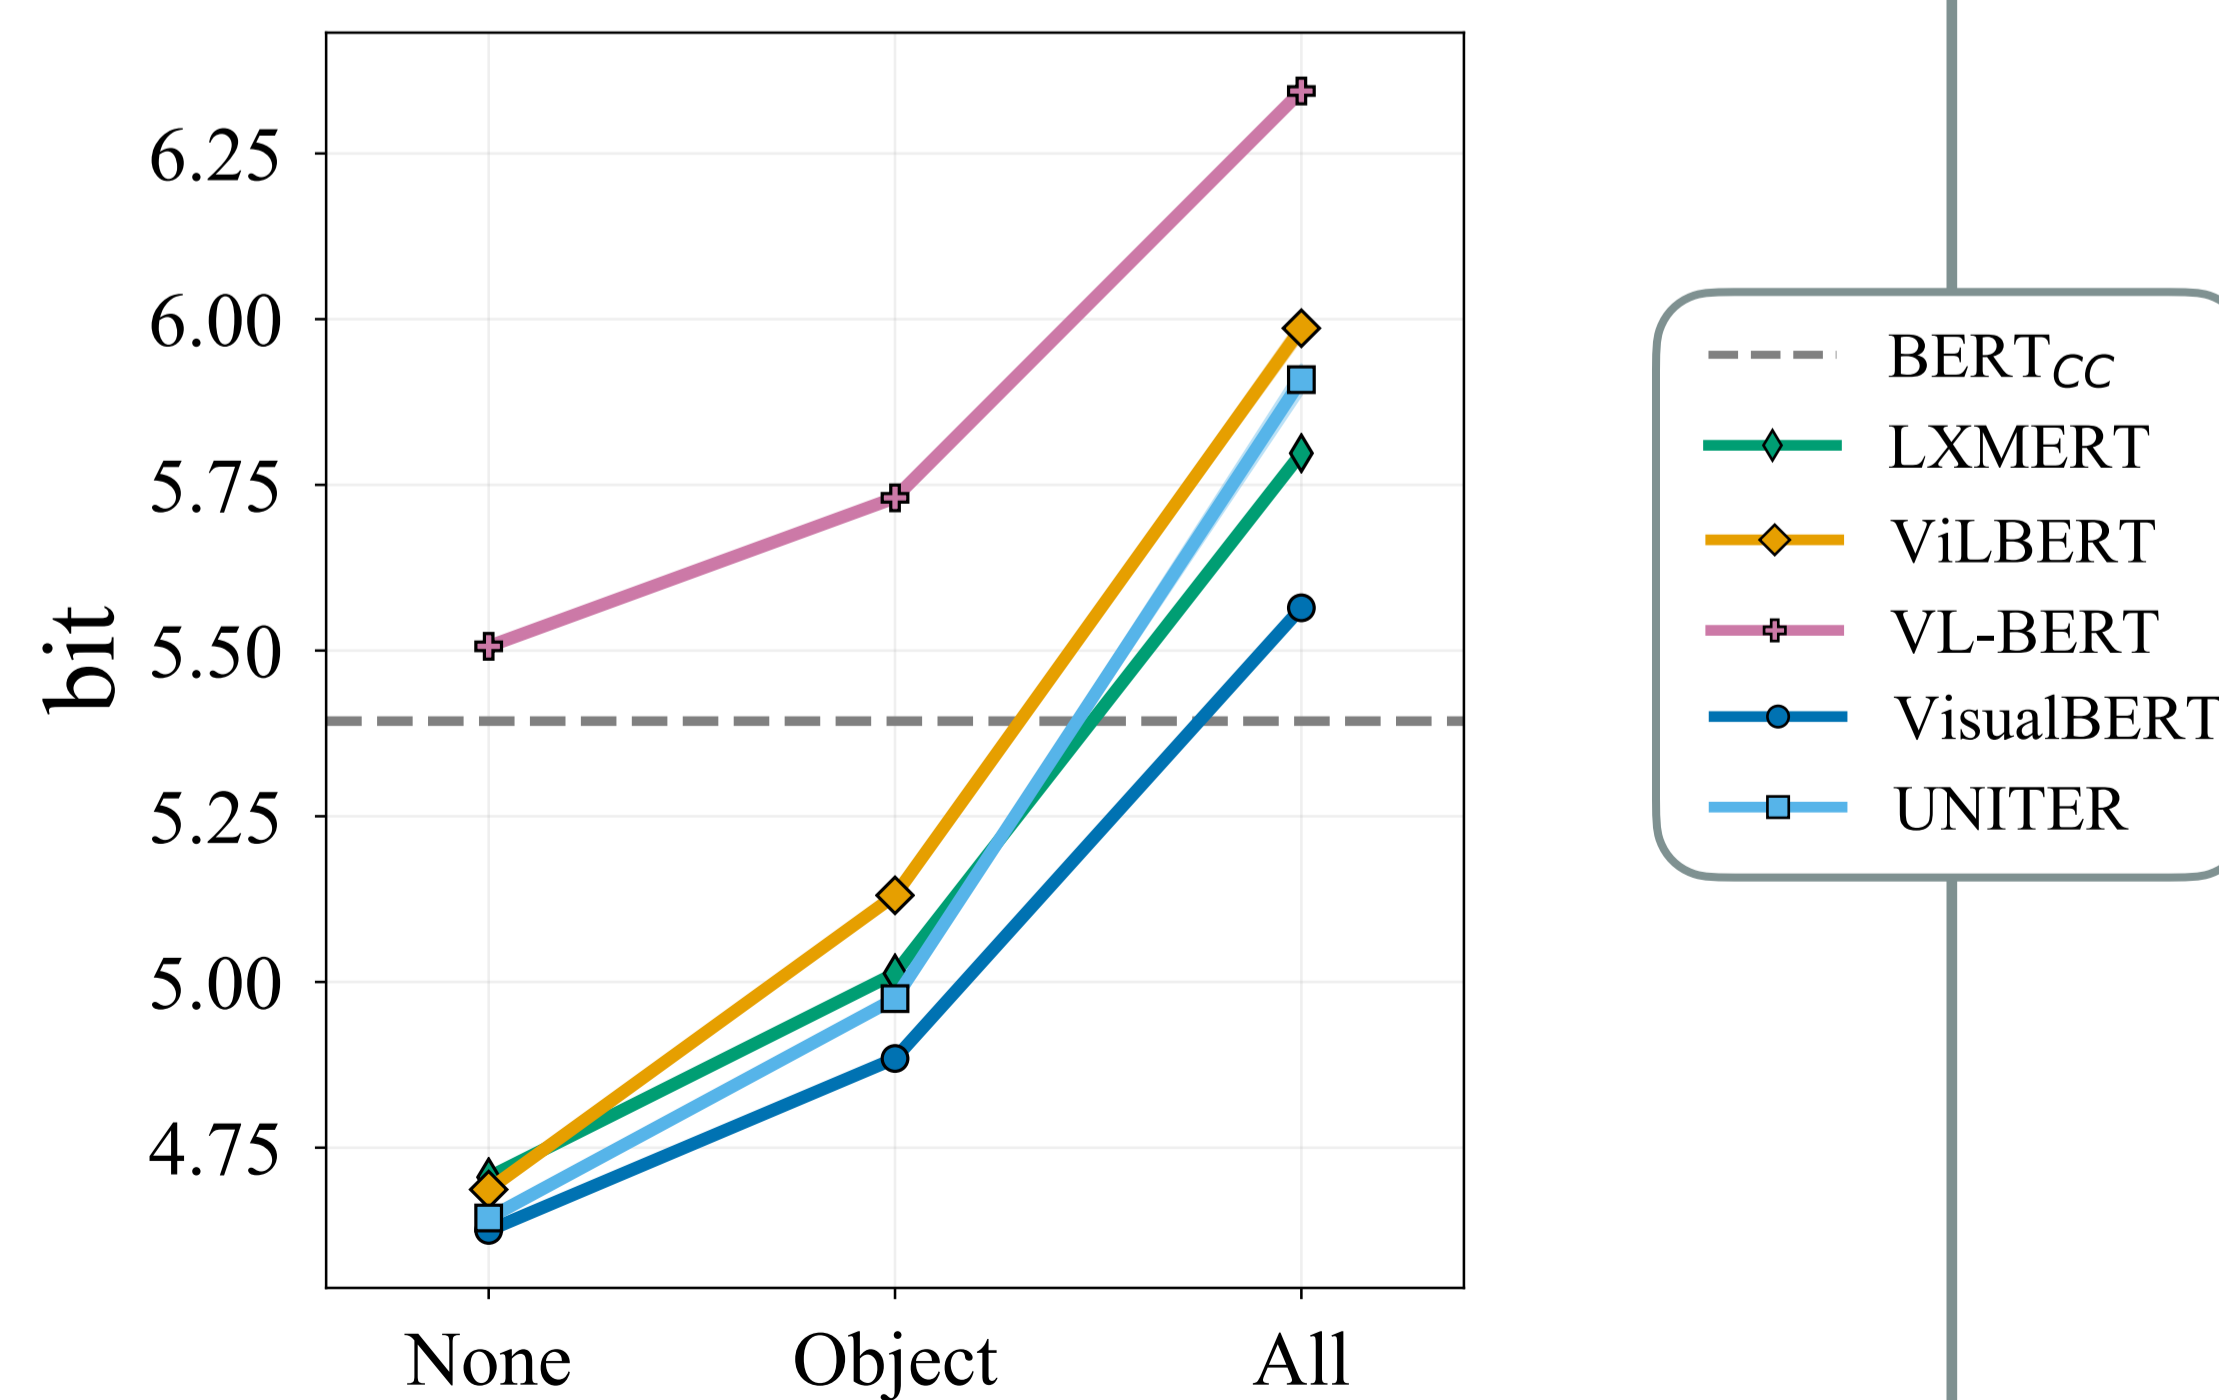 6.25
6.00
5.75
5.50
5.25
5.00
4.75
bit
None Object All
BERT_CC
LXMERT
ViLBERT
VL-BERT
VisualBERT
UNITER